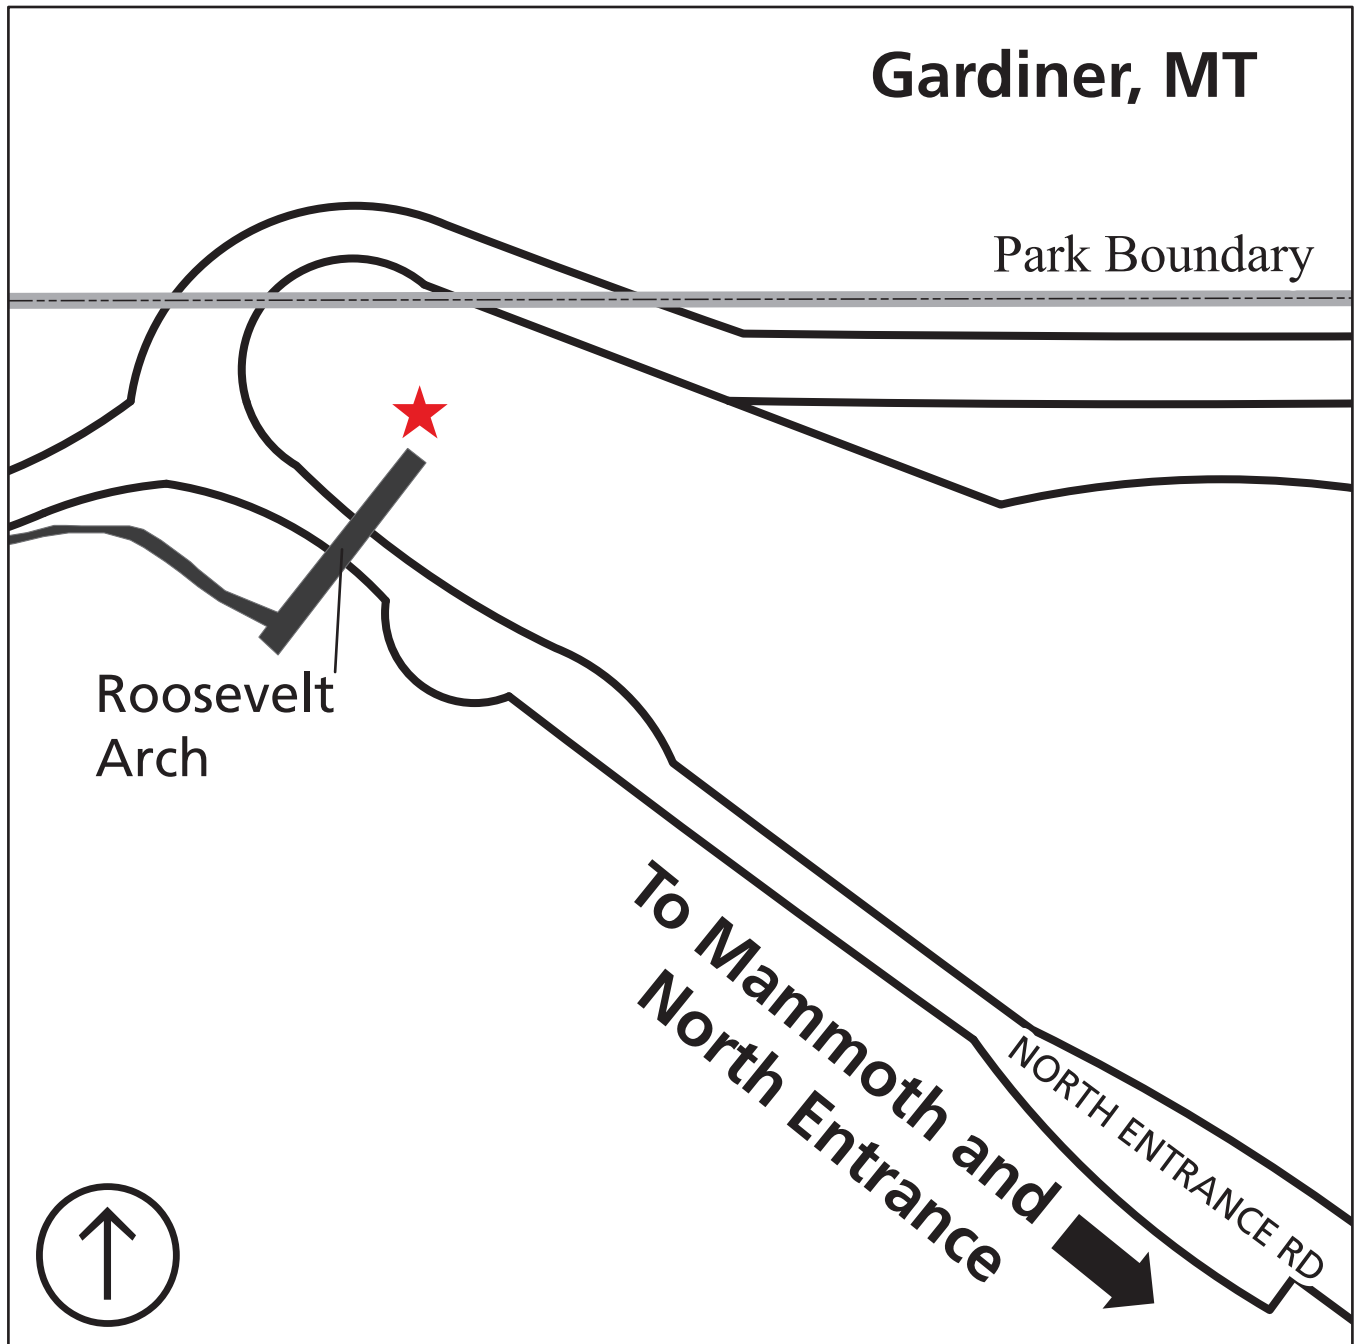 Gardiner, MT
Park Boundary
Roosevelt
Arch
To Mammoth and
North Entrance
NORTH ENTRANCE RD